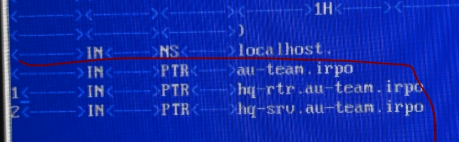 1H
)
IN NS localhost.
IN PTR au-team.irpo
1 IN PTR hq-rtr.au-team.irpo
2 IN PTR hq-srv.au-team.irpo